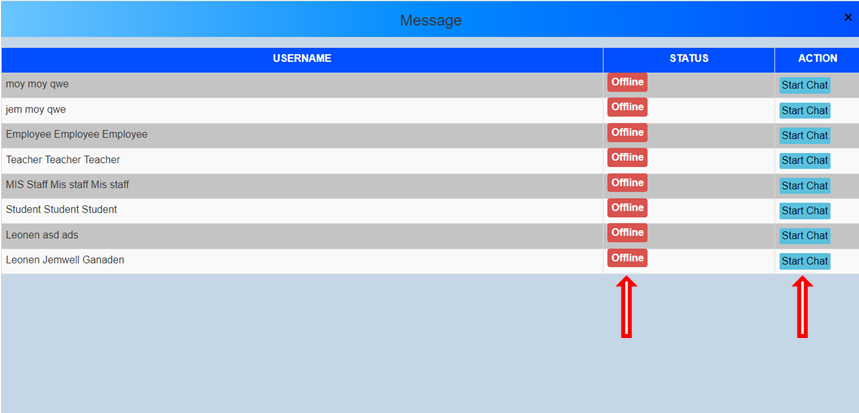 Message
×
USERNAME STATUS ACTION
moy moy qwe Offline Start Chat
jem moy qwe Offline Start Chat
Employee Employee Employee Offline Start Chat
Teacher Teacher Teacher Offline Start Chat
MIS Staff Mis staff Mis staff Offline Start Chat
Student Student Student Offline Start Chat
Leonen asd ads Offline Start Chat
Leonen Jemwell Ganaden Offline Start Chat